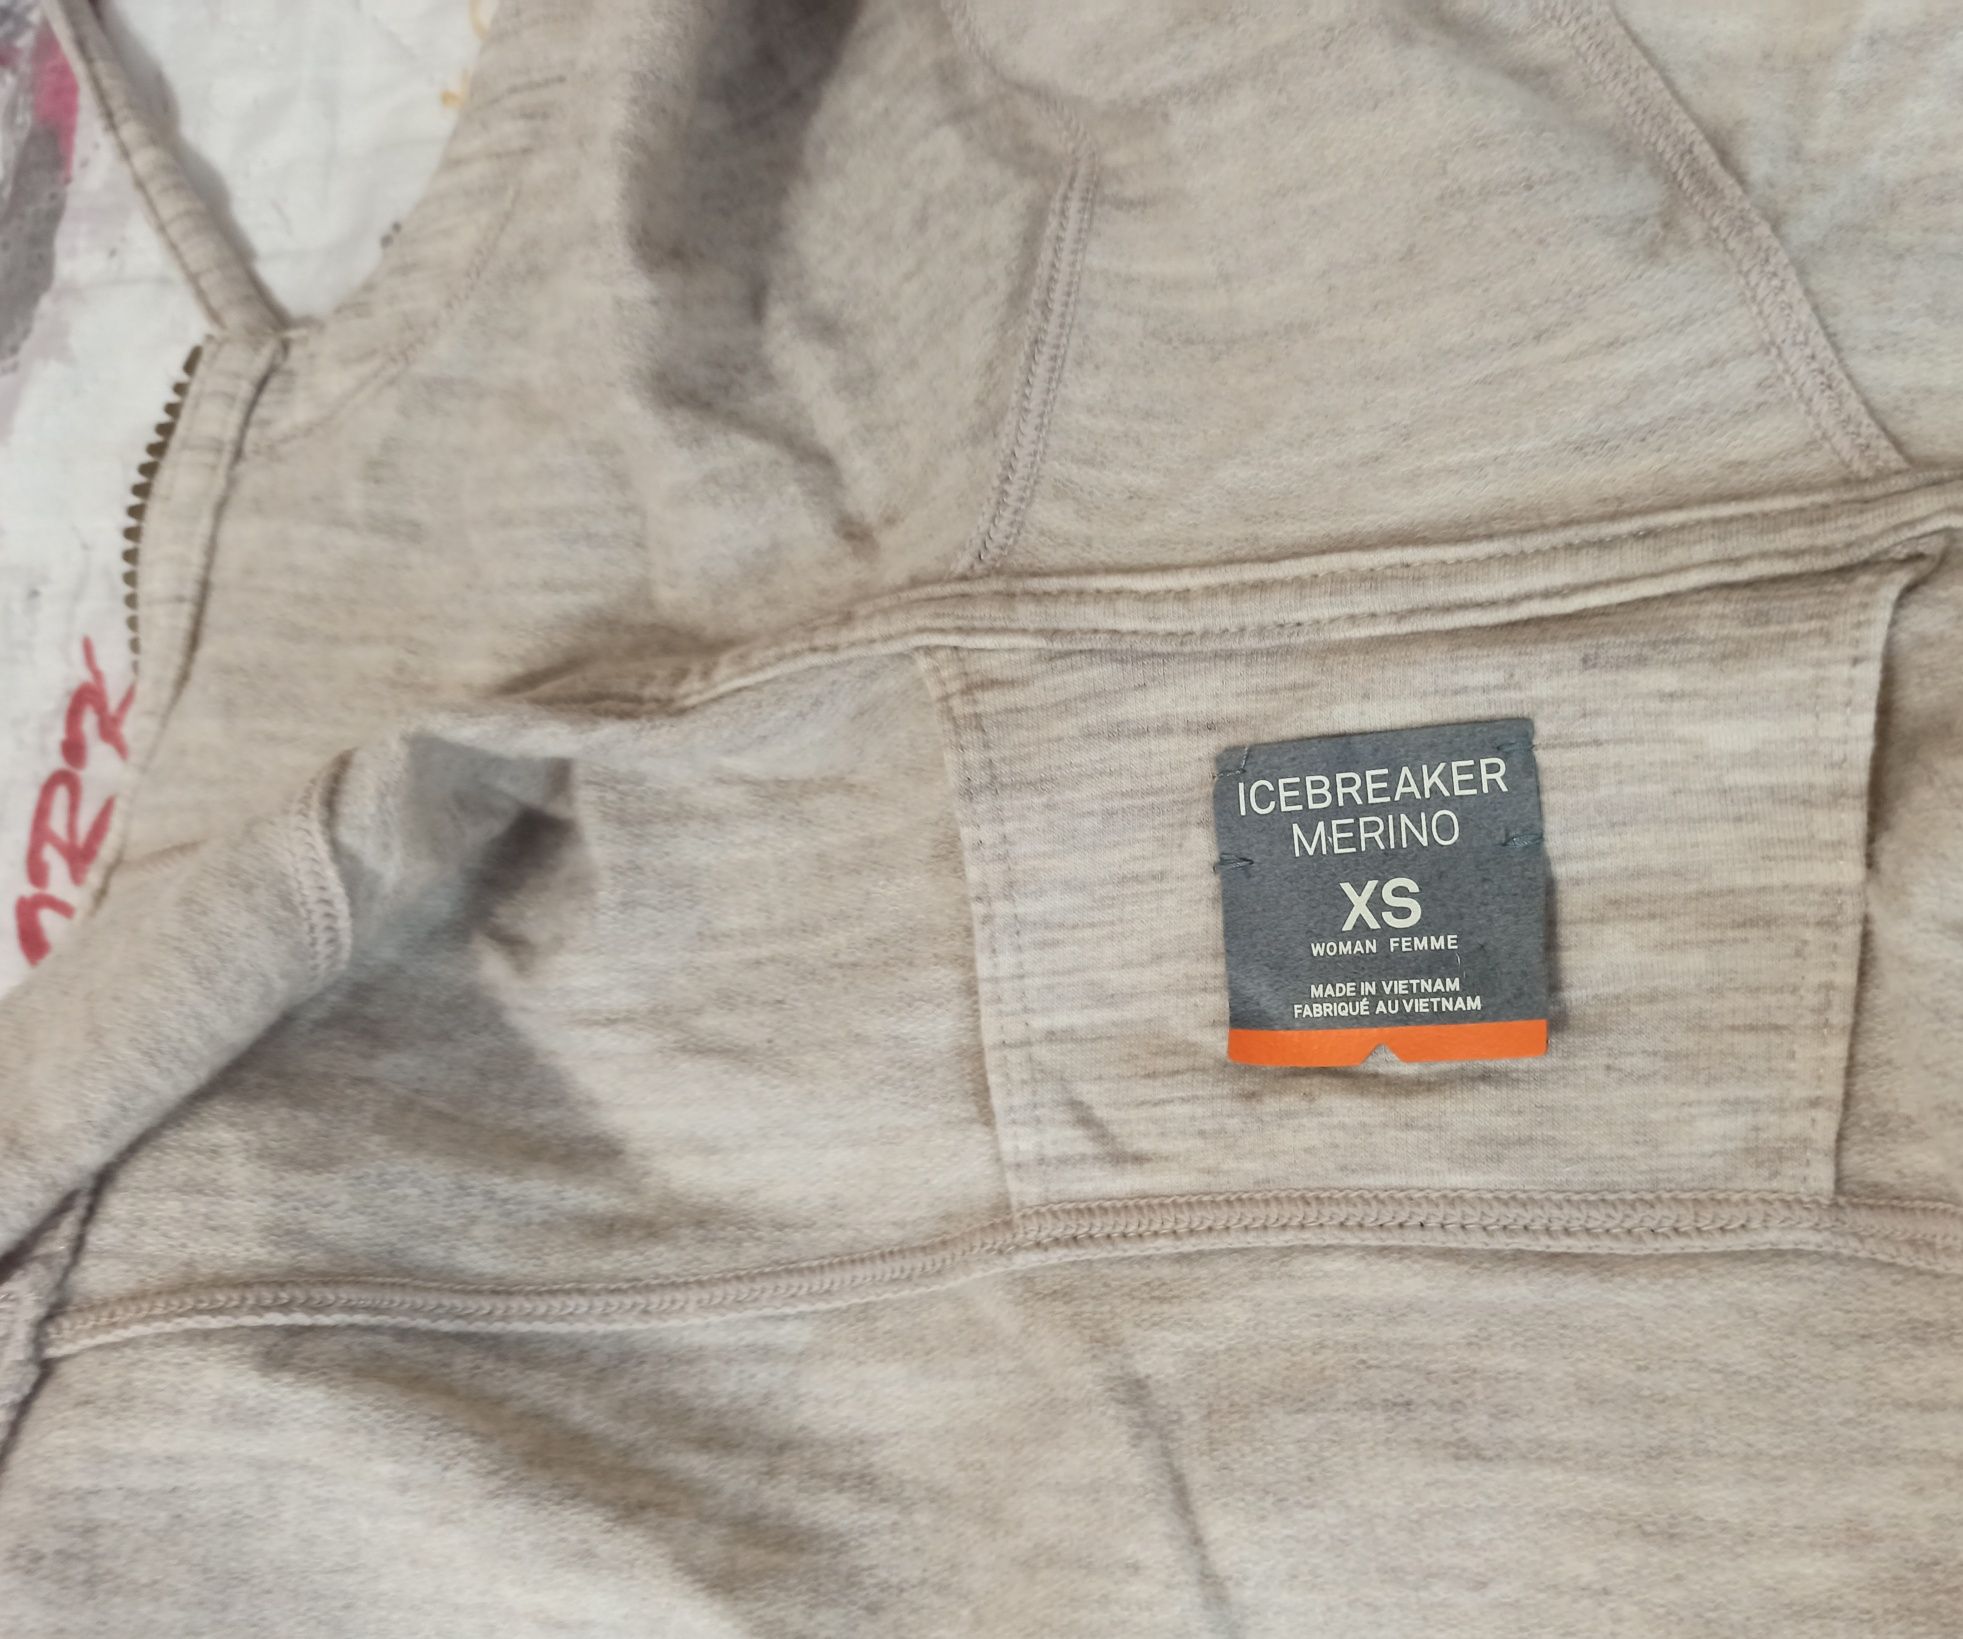 ICEBREAKER
MERINO
XS
WOMAN FEMME
MADE IN VIETNAM
FABRIQUÉ AU VIETNAM